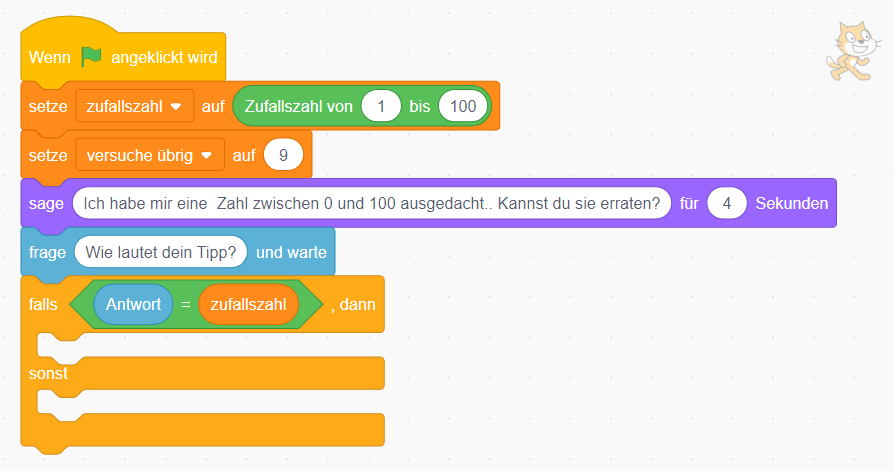 Wenn angeklickt wird
setze zufallszahl auf Zufallszahl von 1 bis 100
setze versuche übrig auf 9
sage Ich habe mir eine  Zahl zwischen 0 und 100 ausgedacht.. Kannst du sie erraten? für 4 Sekunden
frage Wie lautet dein Tipp? und warte
falls Antwort = zufallszahl , dann
sonst